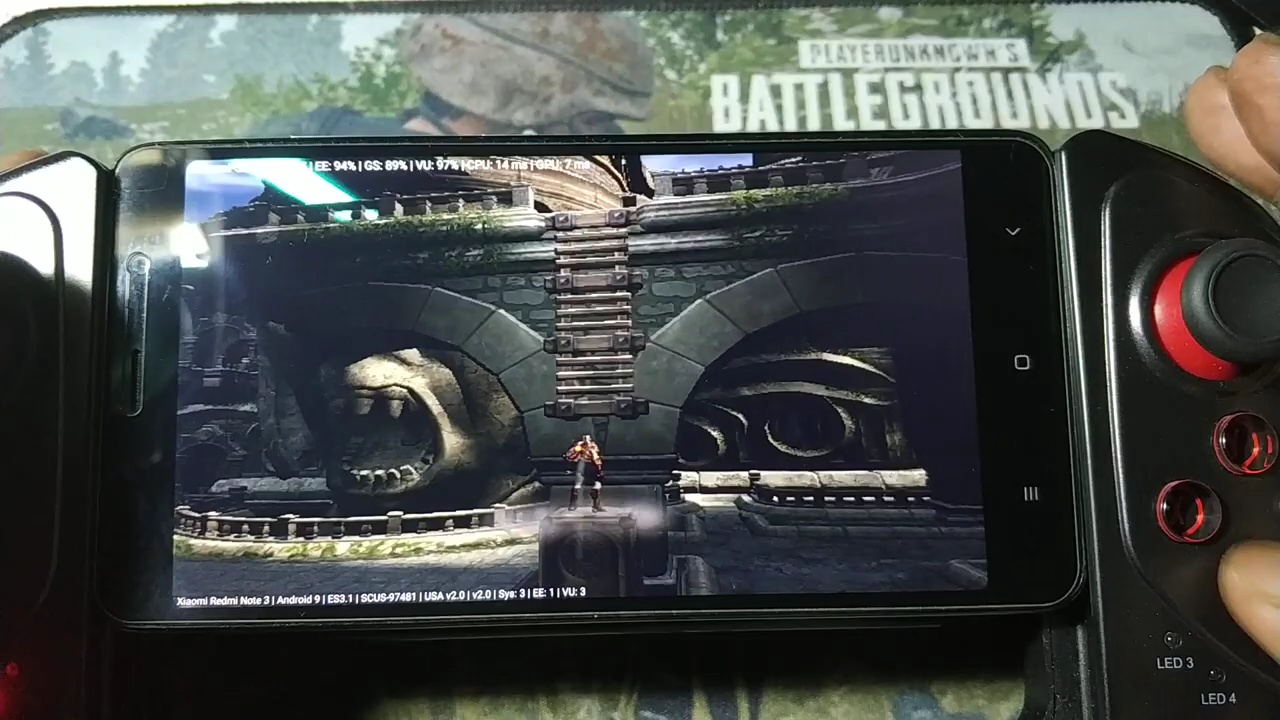 PLAYERUNKNOWN'S
BATTLEGROUNDS
| EE: 94% | GS: 89% | VU: 97% | CPU: 14 ms | GPU: 7 ms
Xiaomi Redmi Note 3 | Android 9 | ES3.1 | SCUS-97481 | USA v2.0 | v2.0 | Sys: 3 | EE: 1 | VU: 3
LED 3
LED 4